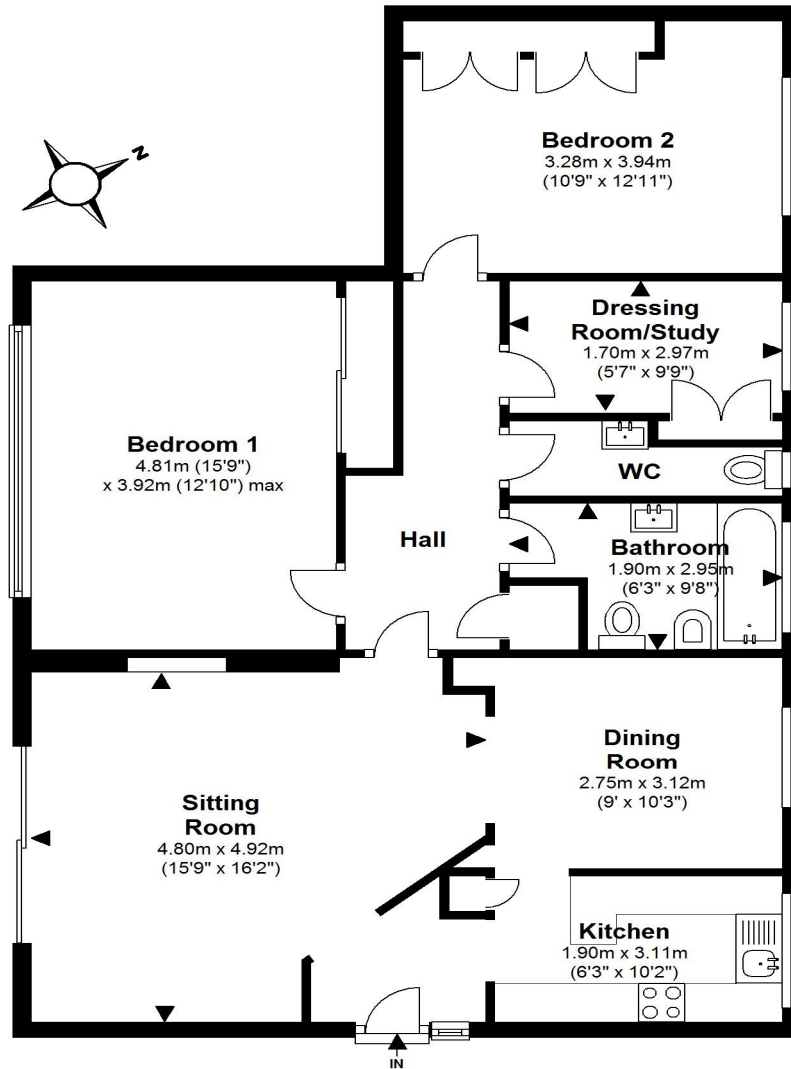 Bedroom 2
3.28m x 3.94m
(10'9" x 12'11")
N
Dressing
Room/Study
1.70m x 2.97m
(5'7" x 9'9")
Bedroom 1
4.81m (15'9")
x 3.92m (12'10") max
WC
Hall
Bathroom
1.90m x 2.95m
(6'3" x 9'8")
Dining
Room
2.75m x 3.12m
(9' x 10'3")
Sitting
Room
4.80m x 4.92m
(15'9" x 16'2")
Kitchen
1.90m x 3.11m
(6'3" x 10'2")
IN